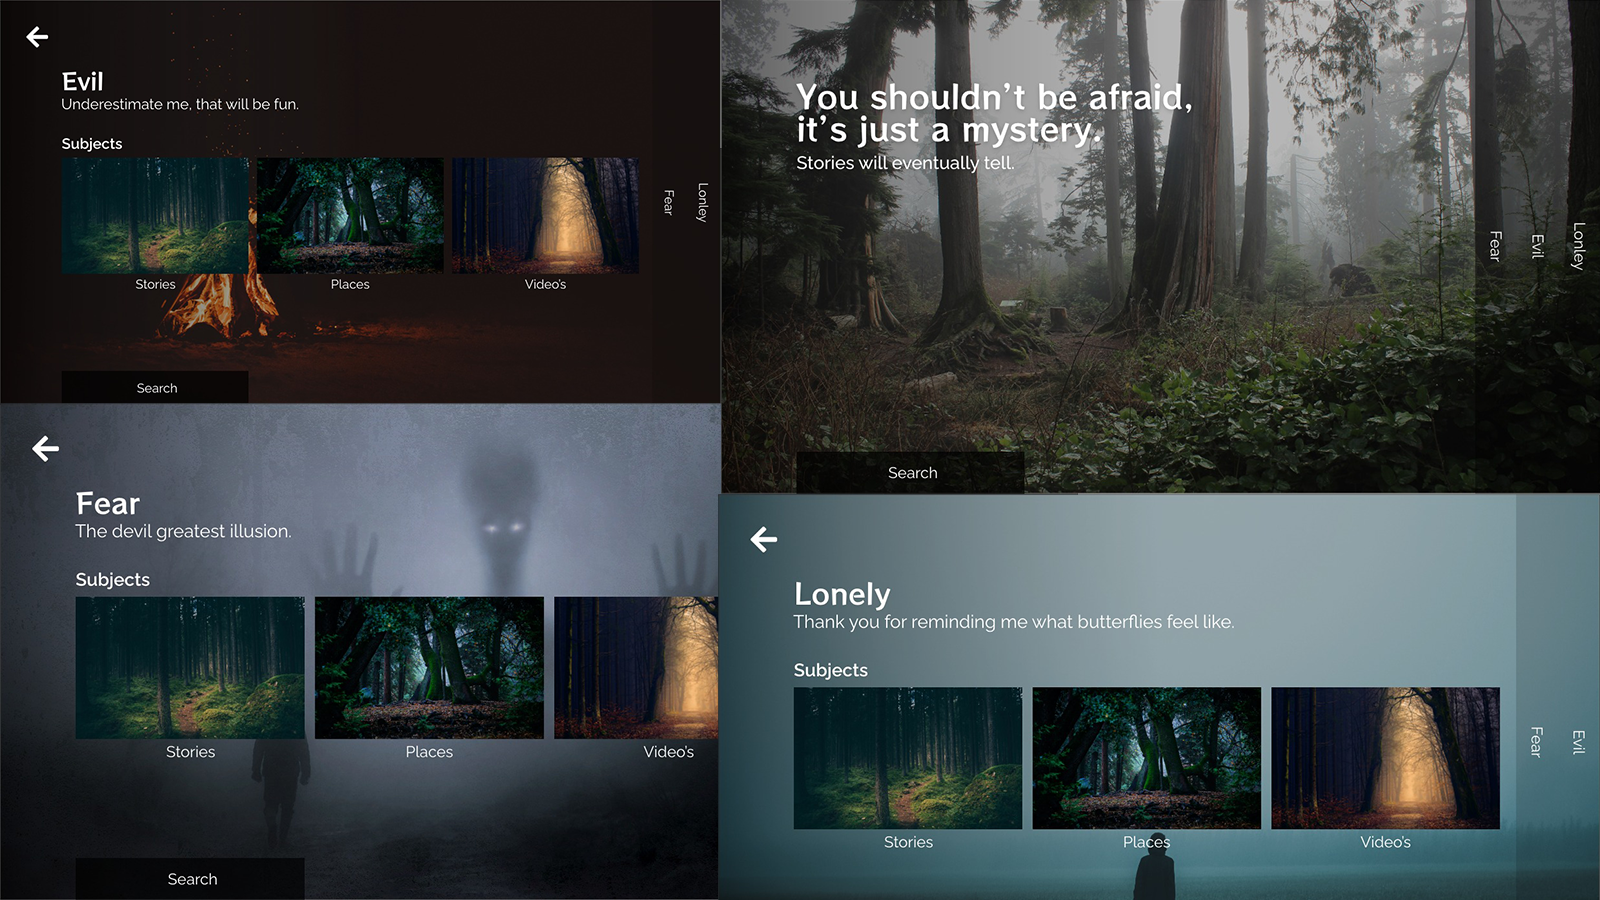 Evil
Underestimate me, that will be fun.
Subjects
Stories
Places
Video's
Search
Fear
Lonley
You shouldn't be afraid,
it's just a mystery.
Stories will eventually tell.
Search
Fear
Evil
Lonley
Fear
The devil greatest illusion.
Subjects
Stories
Places
Video's
Search
Lonely
Thank you for reminding me what butterflies feel like.
Subjects
Stories
Places
Video's
Fear
Evil